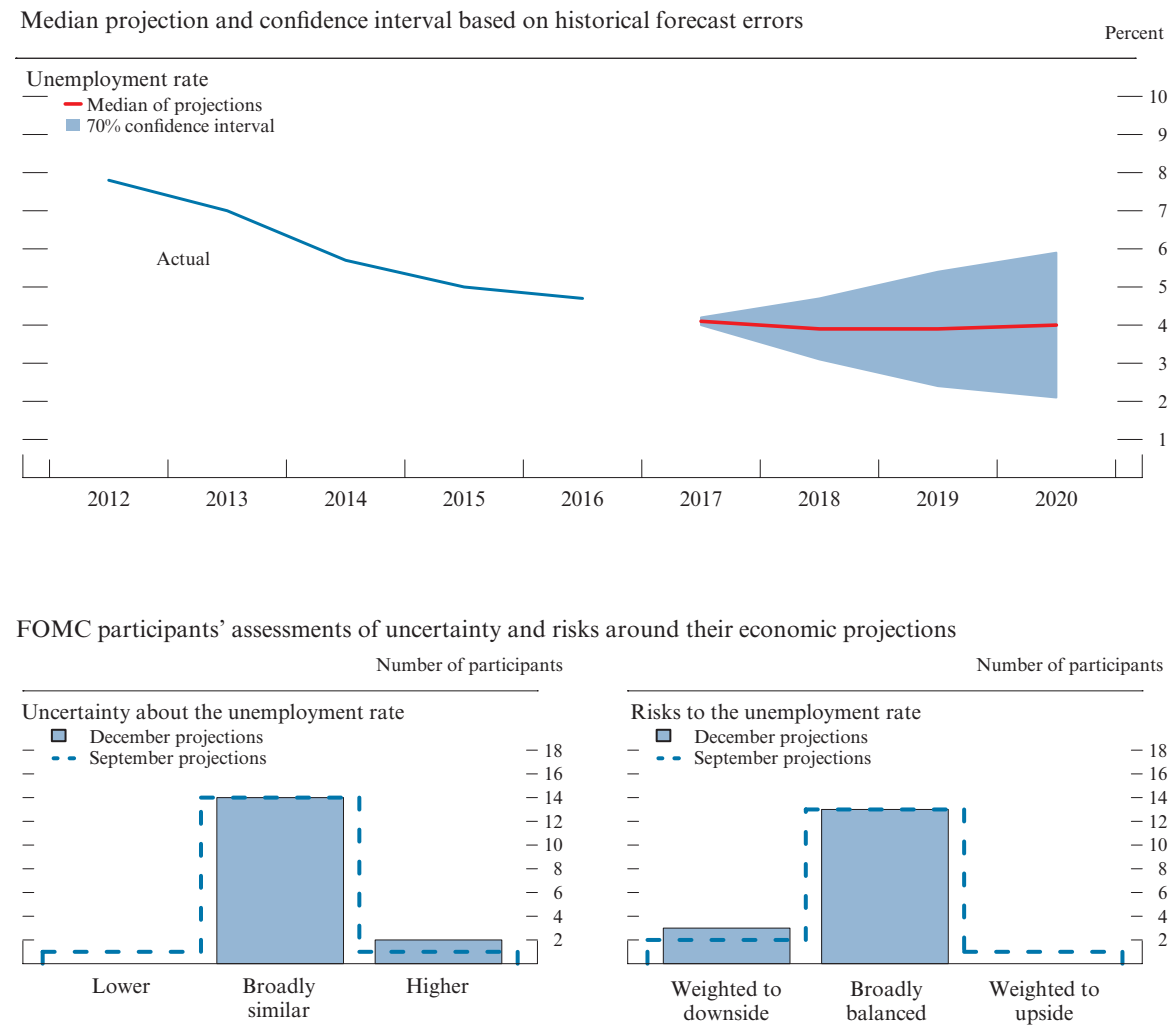 Median projection and confidence interval based on historical forecast errors
Percent
Unemployment rate
Median of projections
70% confidence interval
10
9
8
7
6
5
4
3
2
1
Actual
2012 2013 2014 2015 2016 2017 2018 2019 2020
FOMC participants’ assessments of uncertainty and risks around their economic projections
Number of participants
Uncertainty about the unemployment rate
December projections
September projections
18
16
14
12
10
8
6
4
2
Lower Broadly similar Higher
Number of participants
Risks to the unemployment rate
December projections
September projections
18
16
14
12
10
8
6
4
2
Weighted to downside Broadly balanced Weighted to upside